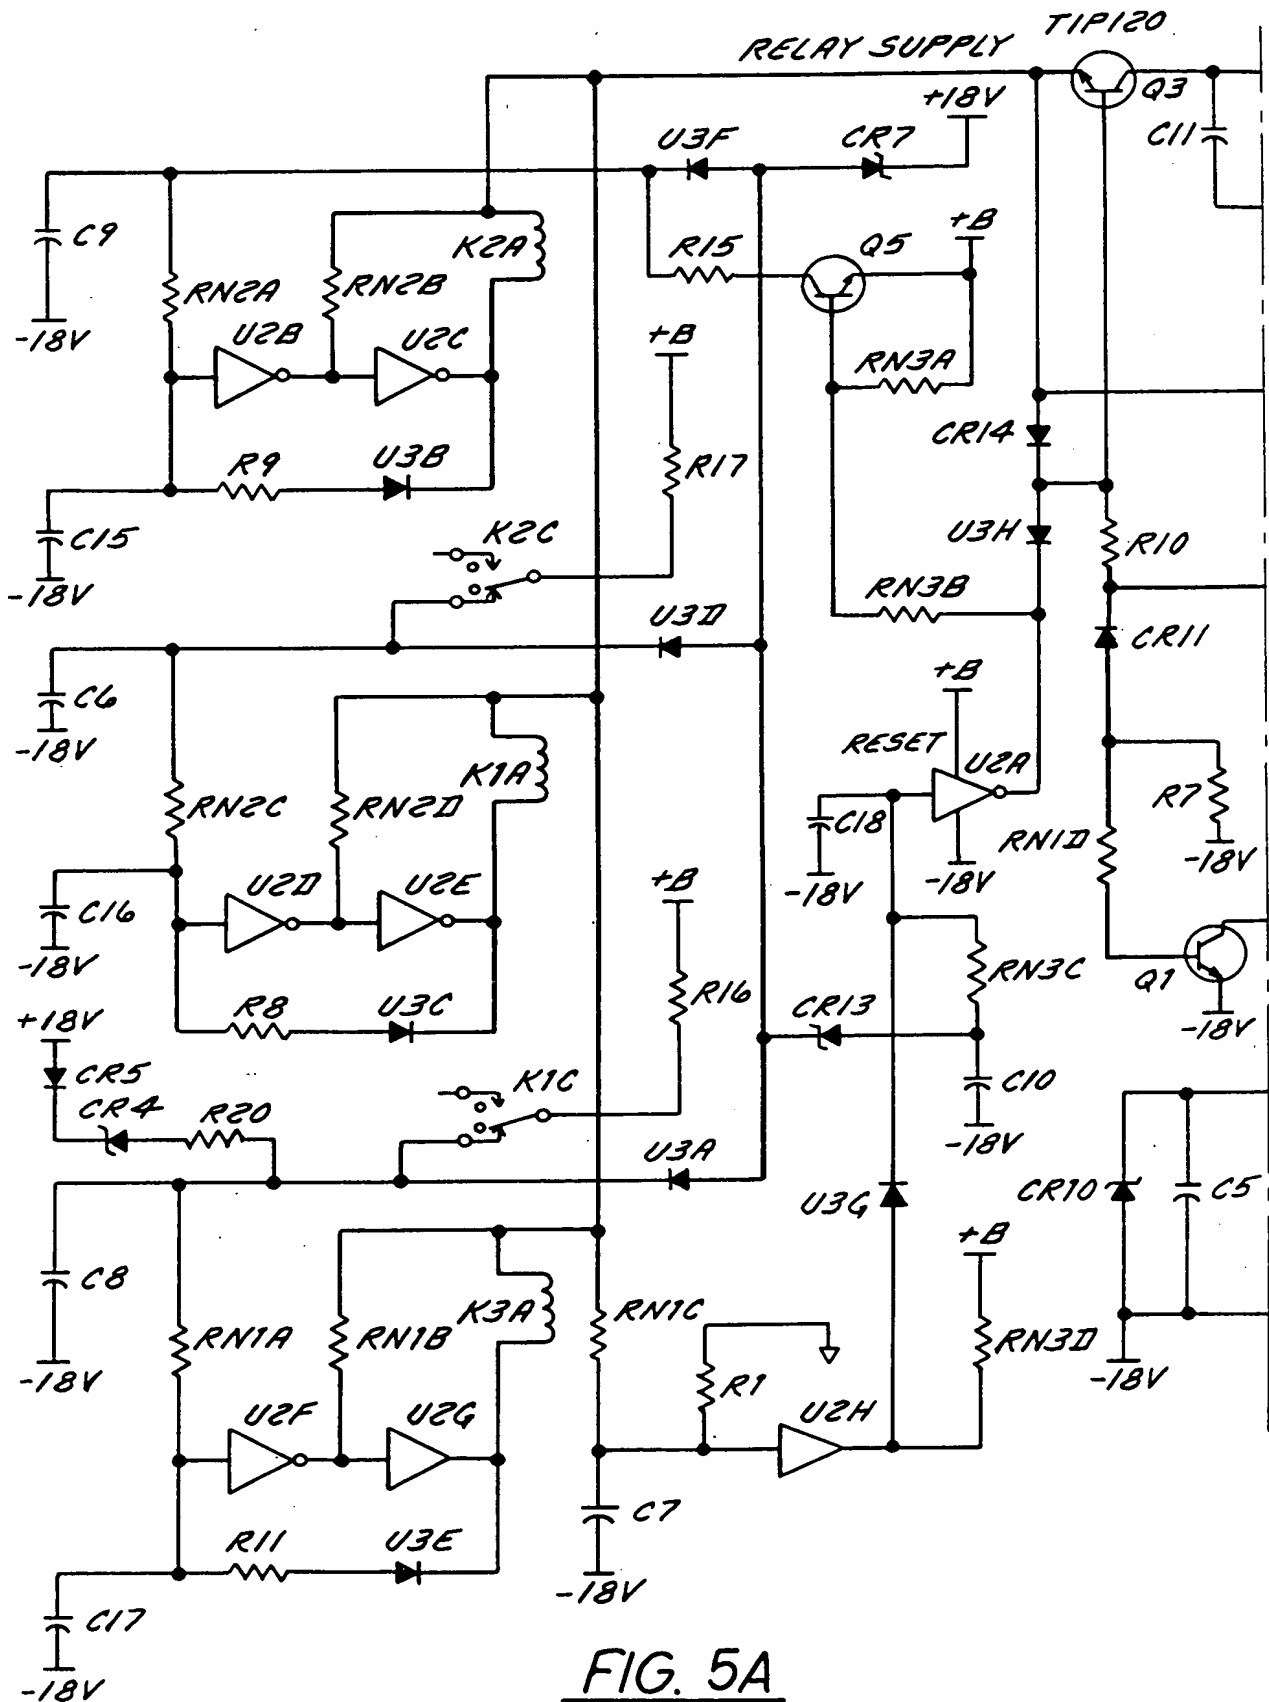 TIP120
RELAY SUPPLY
Q3
+18V
C11
U3F
CR7
C9
K2A
R15
Q5
+B
RN2A
RN2B
-18V
U2B
U2C
+B
RN3A
CR14
R9
U3B
R17
C15
K2C
U3H
R10
-18V
RN3B
U3D
CR11
C6
+B
-18V
RESET
U2A
K1A
RN2C
RN2D
C18
R7
RN1D
-18V
-18V
-18V
U2D
U2E
+B
C16
-18V
RN3C
Q1
R8
U3C
R16
CR13
+18V
-18V
CR5
K1C
C10
CR4
R20
-18V
U3A
CR10
C5
U3G
+B
C8
K3A
RN1C
RN1A
RN1B
RN3D
-18V
R1
-18V
U2F
U2G
U2H
C7
R11
U3E
-18V
C17
-18V
FIG. 5A